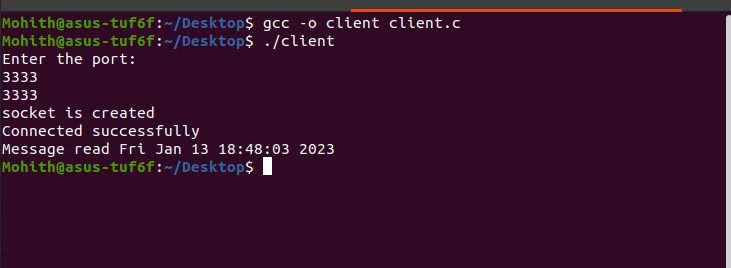 Mohith@asus-tuf6f:~/Desktop$ gcc -o client client.c
Mohith@asus-tuf6f:~/Desktop$ ./client
Enter the port:
3333
3333
socket is created
Connected successfully
Message read Fri Jan 13 18:48:03 2023
Mohith@asus-tuf6f:~/Desktop$